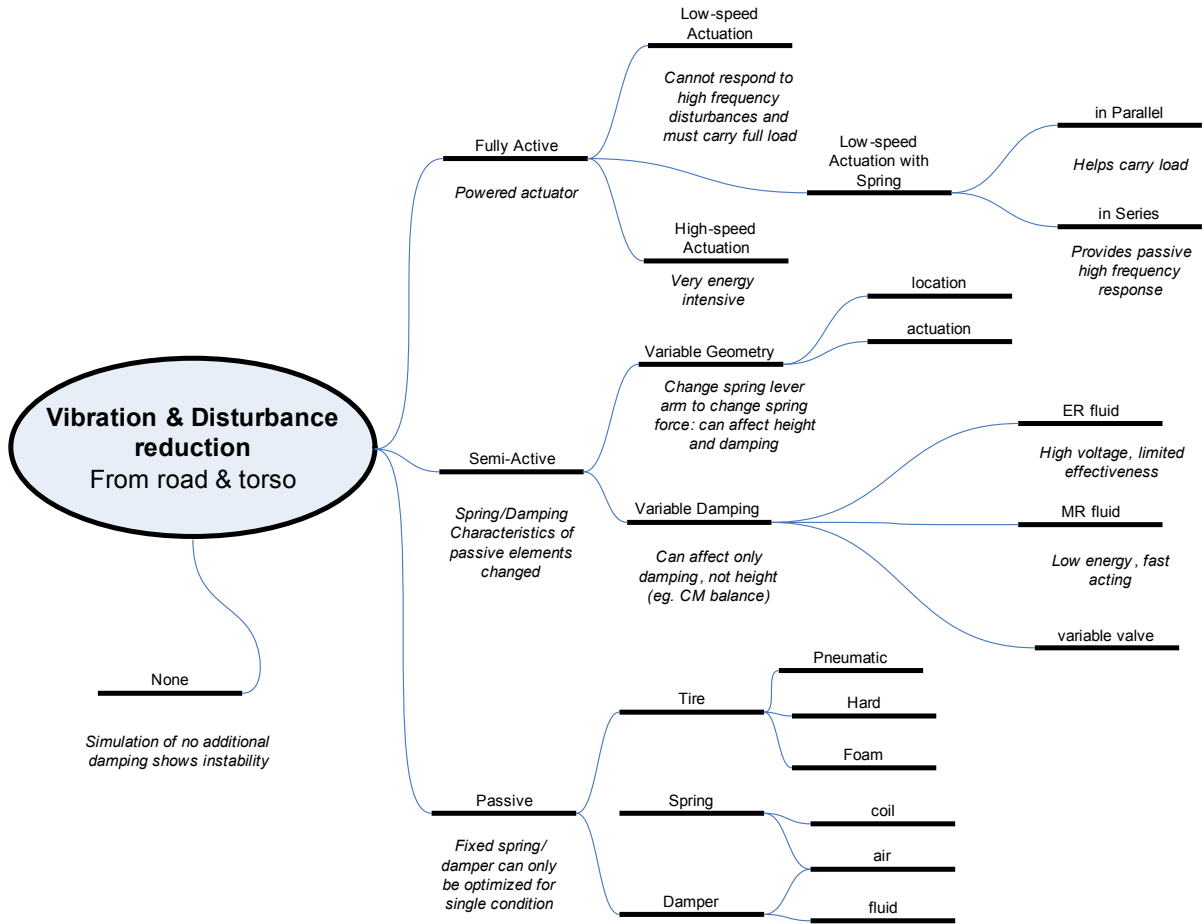 Vibration & Disturbance
reduction
From road & torso
None
Simulation of no additional
damping shows instability
Fully Active
Powered actuator
Low-speed
Actuation
Cannot respond to
high frequency
disturbances and
must carry full load
Low-speed
Actuation with
Spring
in Parallel
Helps carry load
in Series
Provides passive
high frequency
response
High-speed
Actuation
Very energy
intensive
Semi-Active
Spring/Damping
Characteristics of
passive elements
changed
Variable Geometry
Change spring lever
arm to change spring
force: can affect height
and damping
location
actuation
Variable Damping
Can affect only
damping, not height
(eg. CM balance)
ER fluid
High voltage, limited
effectiveness
MR fluid
Low energy, fast
acting
variable valve
Passive
Fixed spring/
damper can only
be optimized for
single condition
Tire
Pneumatic
Hard
Foam
Spring
coil
air
Damper
fluid